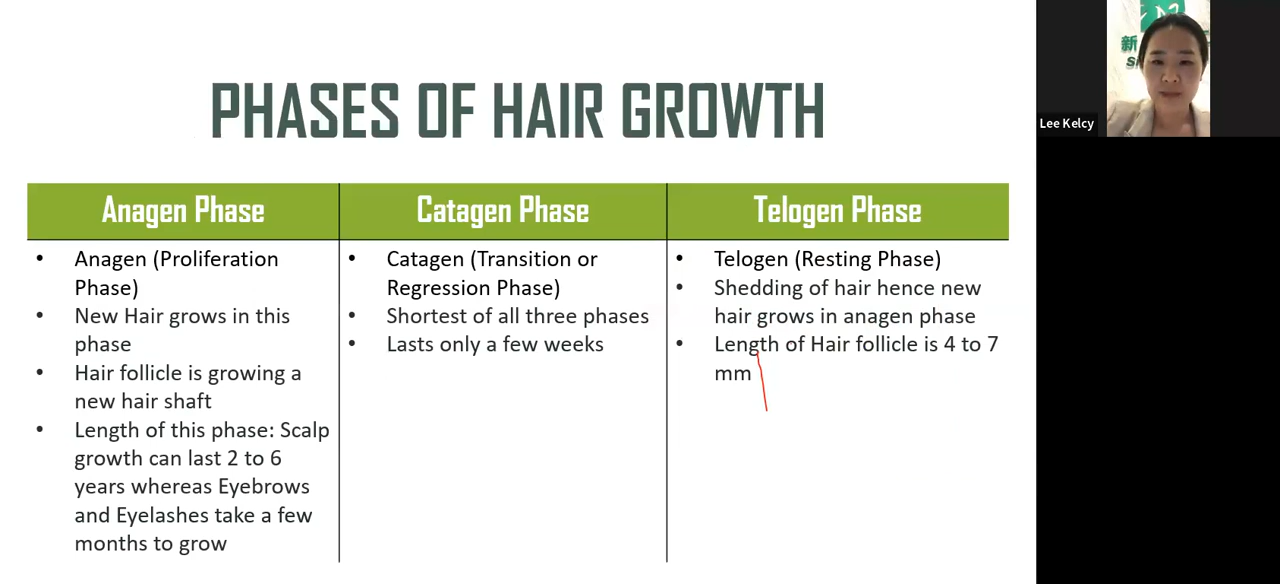 PHASES OF HAIR GROWTH
Anagen Phase
Catagen Phase
Telogen Phase
• Anagen (Proliferation
Phase)
• New Hair grows in this
phase
• Hair follicle is growing a
new hair shaft
• Length of this phase: Scalp
growth can last 2 to 6
years whereas Eyebrows
and Eyelashes take a few
months to grow
• Catagen (Transition or
Regression Phase)
• Shortest of all three phases
• Lasts only a few weeks
• Telogen (Resting Phase)
• Shedding of hair hence new
hair grows in anagen phase
• Length of Hair follicle is 4 to 7
mm
新
Lee Kelcy